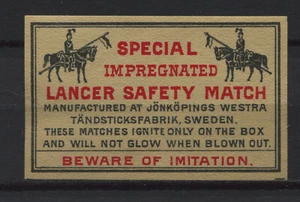 SPECIAL
IMPREGNATED
LANCER SAFETY MATCH
MANUFACTURED AT JÖNKÖPINGS WESTRA
TÄNDSTICKSFABRIK, SWEDEN.
THESE MATCHES IGNITE ONLY ON THE BOX
AND WILL NOT GLOW WHEN BLOWN OUT.
BEWARE OF IMITATION.